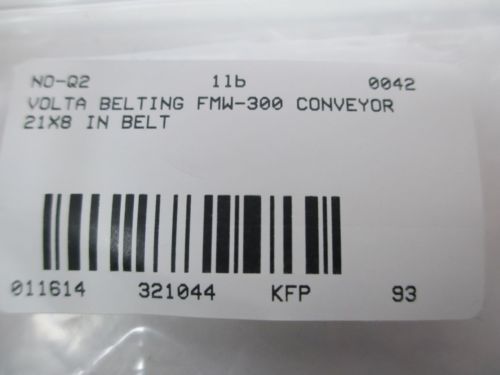 NO-Q2 11b 0042
VOLTA BELTING FMW-300 CONVEYOR
21X8 IN BELT
011614 321044 KFP 93